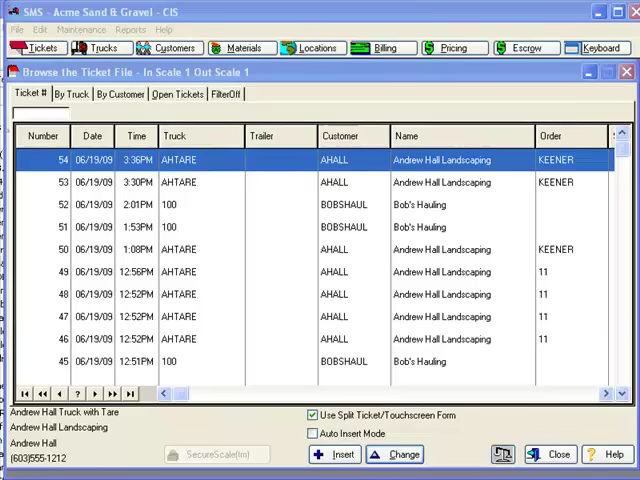 SMS - Acme Sand & Gravel - CIS
File Edit Maintenance Reports Help
Tickets Trucks Customers Materials Locations Billing Pricing Escrow Keyboard
Browse the Ticket File - In Scale 1 Out Scale 1
Ticket # By Truck By Customer Open Tickets FilterOff
Number Date Time Truck Trailer Customer Name Order
54 06/19/09 3:36PM AHTARE AHALL Andrew Hall Landscaping KEENER
53 06/19/09 3:30PM AHTARE AHALL Andrew Hall Landscaping KEENER
52 06/19/09 2:01PM 100 BOBSHAUL Bob's Hauling
51 06/19/09 1:53PM 100 BOBSHAUL Bob's Hauling
50 06/19/09 1:08PM AHTARE AHALL Andrew Hall Landscaping KEENER
49 06/19/09 12:56PM AHTARE AHALL Andrew Hall Landscaping 11
48 06/19/09 12:52PM AHTARE AHALL Andrew Hall Landscaping 11
47 06/19/09 12:52PM AHTARE AHALL Andrew Hall Landscaping 11
46 06/19/09 12:52PM AHTARE AHALL Andrew Hall Landscaping 11
45 06/19/09 12:51PM 100 BOBSHAUL Bob's Hauling
Andrew Hall Truck with Tare
Use Split Ticket/Touchscreen Form
Andrew Hall Landscaping
Auto Insert Mode
Andrew Hall
(603)555-1212
SecureScale(tm) Insert Change Close Help